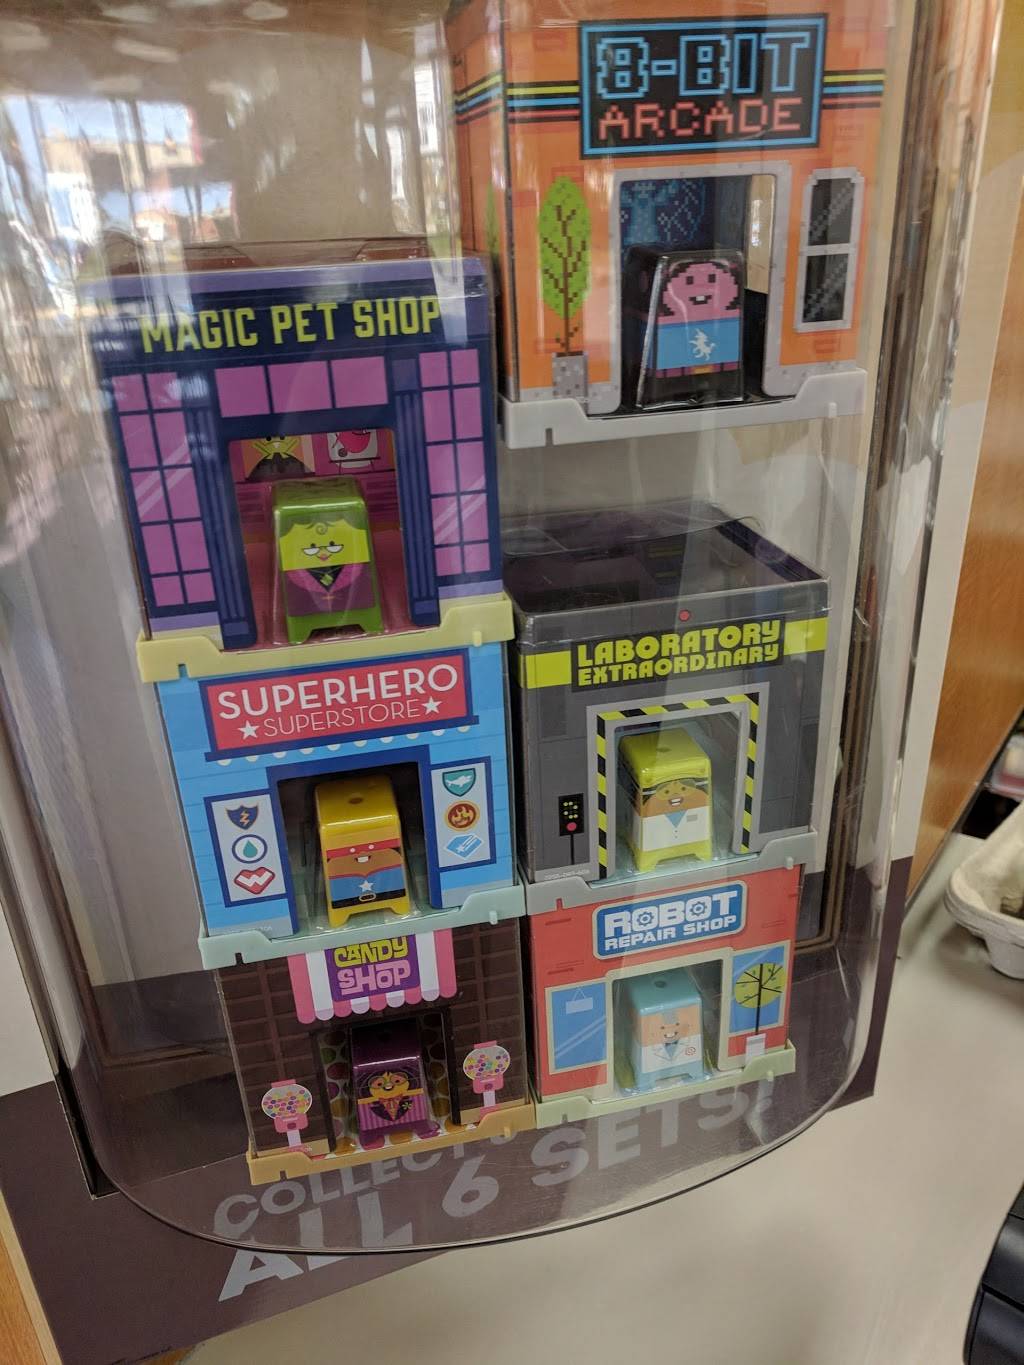 8-BIT
ARCADE
MAGIC PET SHOP
SUPERHERO
★SUPERSTORE★
LABORATORY
EXTRAORDINARY
CANDY
SHOP
ROBOT
REPAIR SHOP
COLLECT
ALL 6 SETS